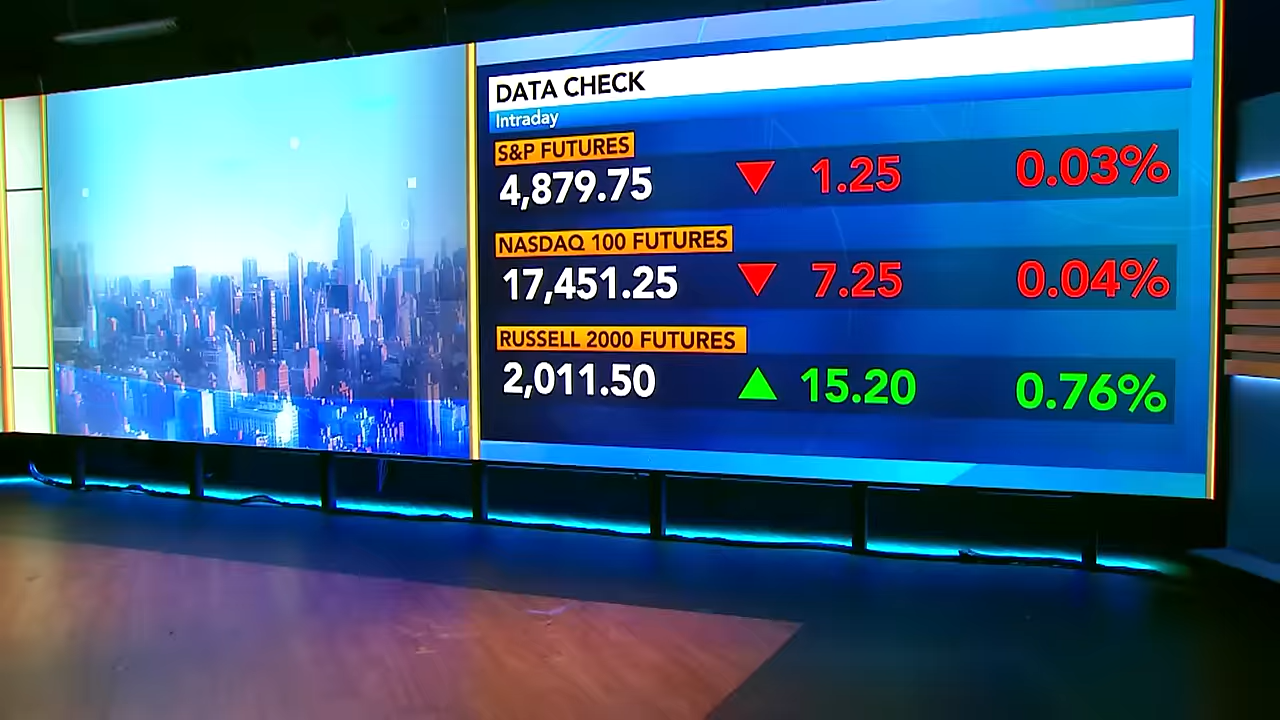 DATA CHECK
Intraday
S&P FUTURES
4,879.75 ▼ 1.25 0.03%
NASDAQ 100 FUTURES
17,451.25 ▼ 7.25 0.04%
RUSSELL 2000 FUTURES
2,011.50 ▲ 15.20 0.76%